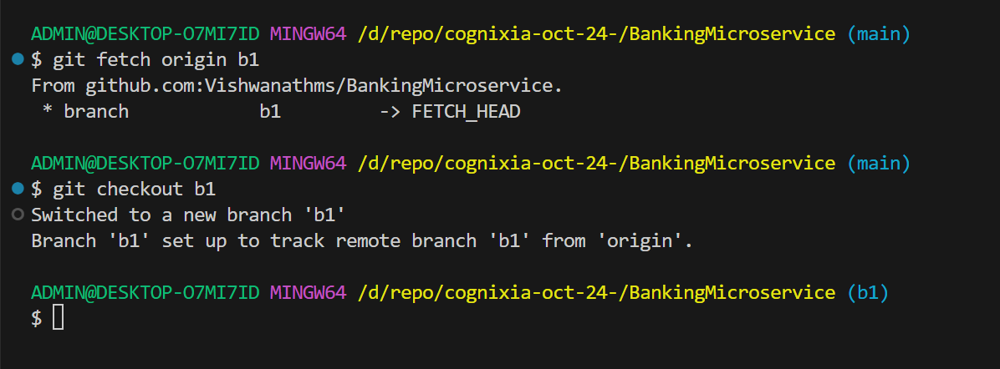 ADMIN@DESKTOP-O7MI7ID MINGW64 /d/repo/cognixia-oct-24-/BankingMicroservice (main)
$ git fetch origin b1
From github.com:Vishwanathms/BankingMicroservice.
 * branch            b1         -> FETCH_HEAD
ADMIN@DESKTOP-O7MI7ID MINGW64 /d/repo/cognixia-oct-24-/BankingMicroservice (main)
$ git checkout b1
Switched to a new branch 'b1'
Branch 'b1' set up to track remote branch 'b1' from 'origin'.
ADMIN@DESKTOP-O7MI7ID MINGW64 /d/repo/cognixia-oct-24-/BankingMicroservice (b1)
$